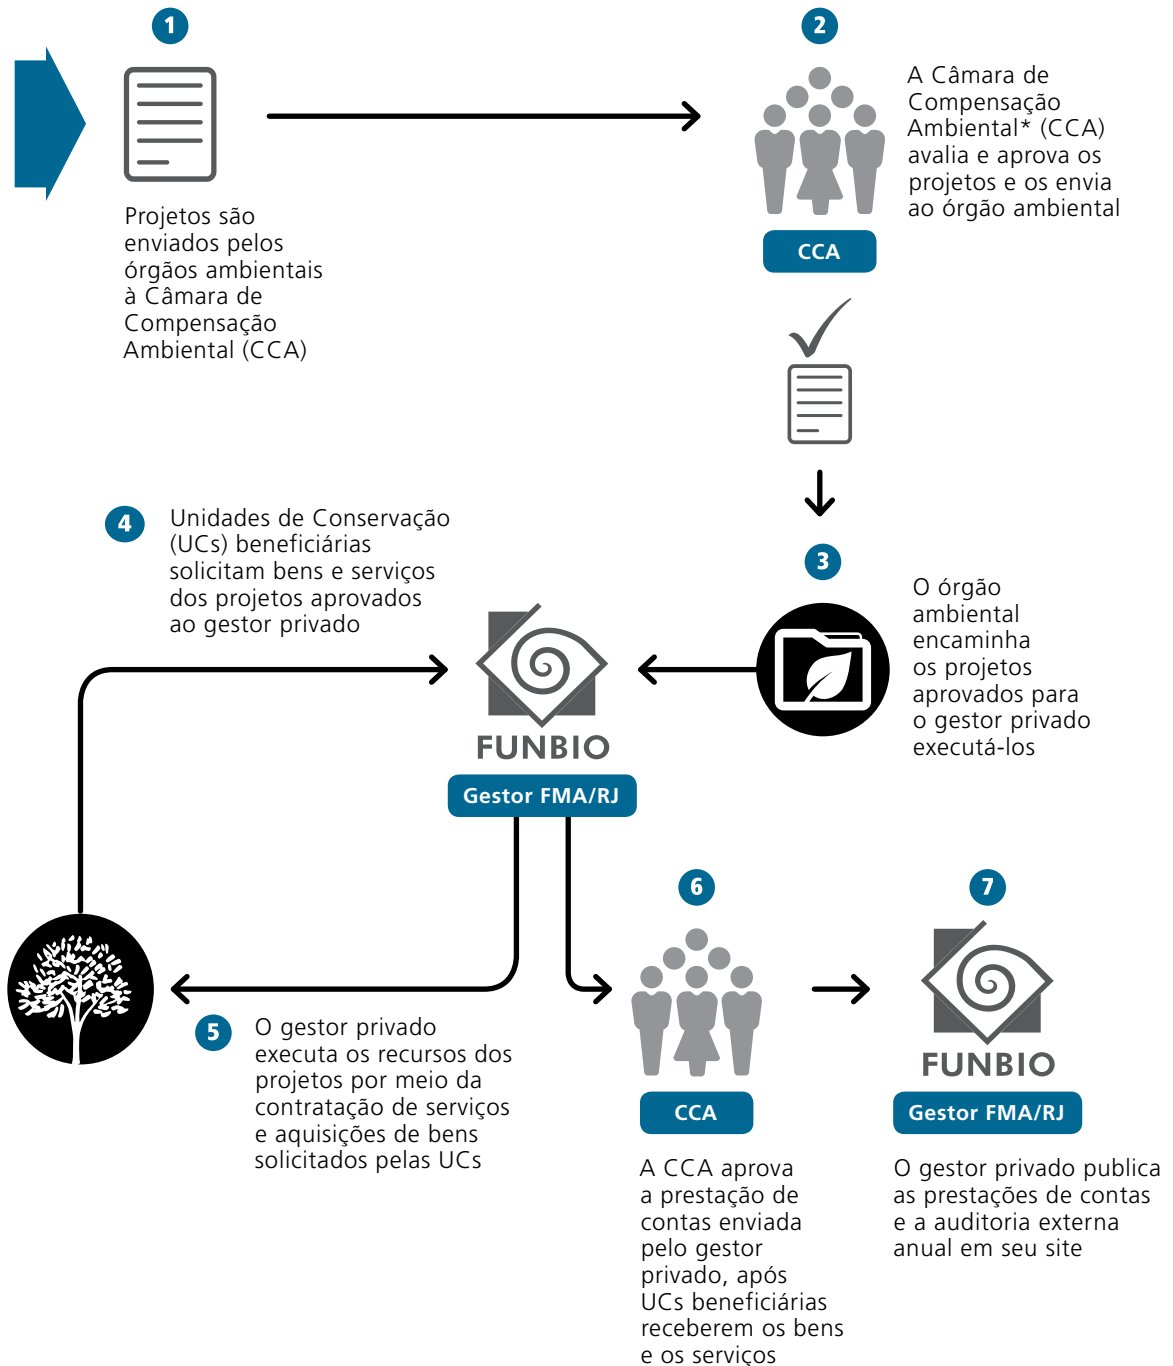 1
Projetos são
enviados pelos
órgãos ambientais
à Câmara de
Compensação
Ambiental (CCA)
2
A Câmara de
Compensação
Ambiental* (CCA)
avalia e aprova os
projetos e os envia
ao órgão ambiental
CCA
3
O órgão
ambiental
encaminha
os projetos
aprovados para
o gestor privado
executá-los
4
Unidades de Conservação
(UCs) beneficiárias
solicitam bens e serviços
dos projetos aprovados
ao gestor privado
FUNBIO
Gestor FMA/RJ
5
O gestor privado
executa os recursos dos
projetos por meio da
contratação de serviços
e aquisições de bens
solicitados pelas UCs
6
CCA
A CCA aprova
a prestação de
contas enviada
pelo gestor
privado, após
UCs beneficiárias
receberem os bens
e os serviços
7
FUNBIO
Gestor FMA/RJ
O gestor privado publica
as prestações de contas
e a auditoria externa
anual em seu site